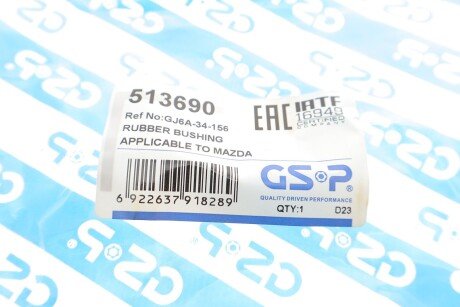 513690
Ref No:GJ6A-34-156
RUBBER BUSHING
APPLICABLE TO MAZDA
6 922637 918289
EAC
IATF
16949
CERTIFIED
COMPANY
GSP
QUALITY DRIVEN PERFORMANCE
QTY:1 D23